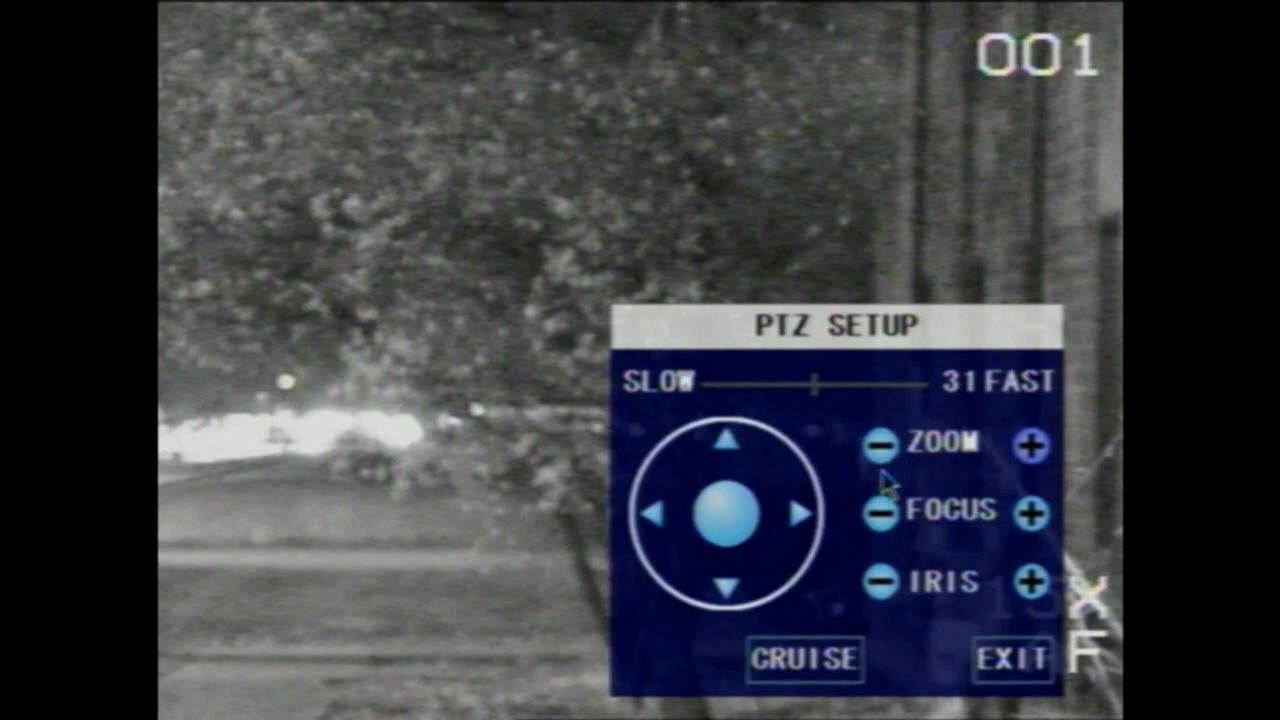 001
PTZ SETUP
SLOW 31 FAST
ZOOM
FOCUS
IRIS
X
CRUISE EXIT F